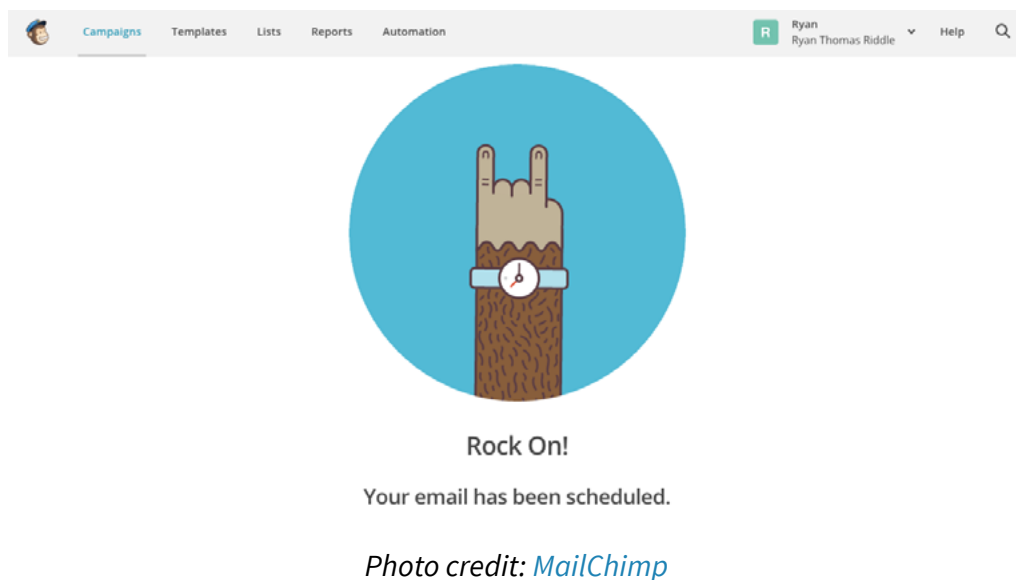 Campaigns Templates Lists Reports Automation
R
Ryan
Ryan Thomas Riddle
Help
Rock On!
Your email has been scheduled.
Photo credit: MailChimp